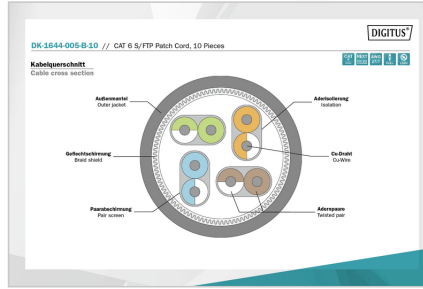 DIGITUS®
DK-1644-005-B-10 // CAT 6 S/FTP Patch Cord, 10 Pieces
Kabelquerschnitt
Cable cross section
Außenmantel
Outer jacket
Aderisolierung
Isolation
Geflechtschirmung
Braid shield
Cu-Draht
Cu-Wire
Paarabschirmung
Pair screen
Adernpaare
Twisted pair